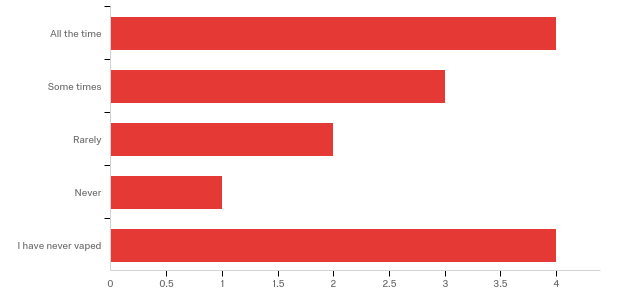 All the time
Some times
Rarely
Never
I have never vaped
0 0.5 1 1.5 2 2.5 3 3.5 4